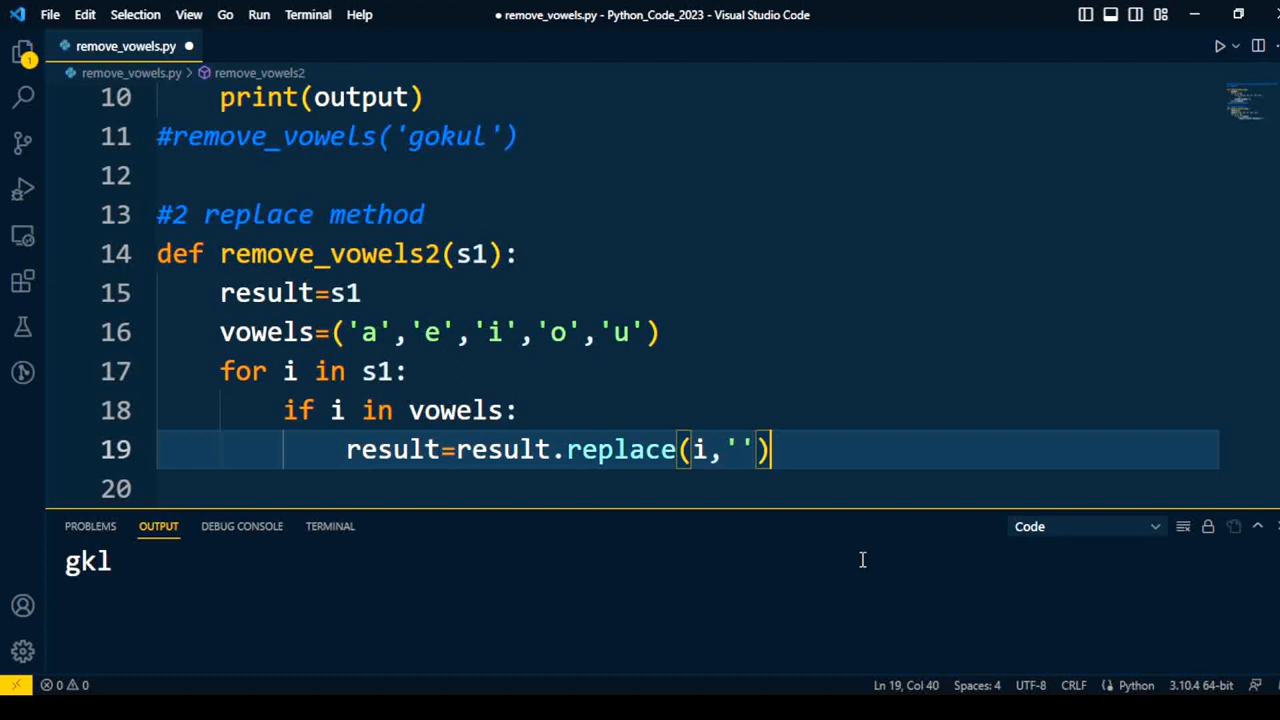 File Edit Selection View Go Run Terminal Help ● remove_vowels.py - Python_Code_2023 - Visual Studio Code
remove_vowels.py ●
remove_vowels.py > remove_vowels2
10 print(output)
11 #remove_vowels('gokul')
12
13 #2 replace method
14 def remove_vowels2(s1):
15 result=s1
16 vowels=('a','e','i','o','u')
17 for i in s1:
18 if i in vowels:
19 result=result.replace(i,'')
20
PROBLEMS OUTPUT DEBUG CONSOLE TERMINAL Code
gkl
1
0 0 Ln 19, Col 40 Spaces: 4 UTF-8 CRLF Python 3.10.4 64-bit